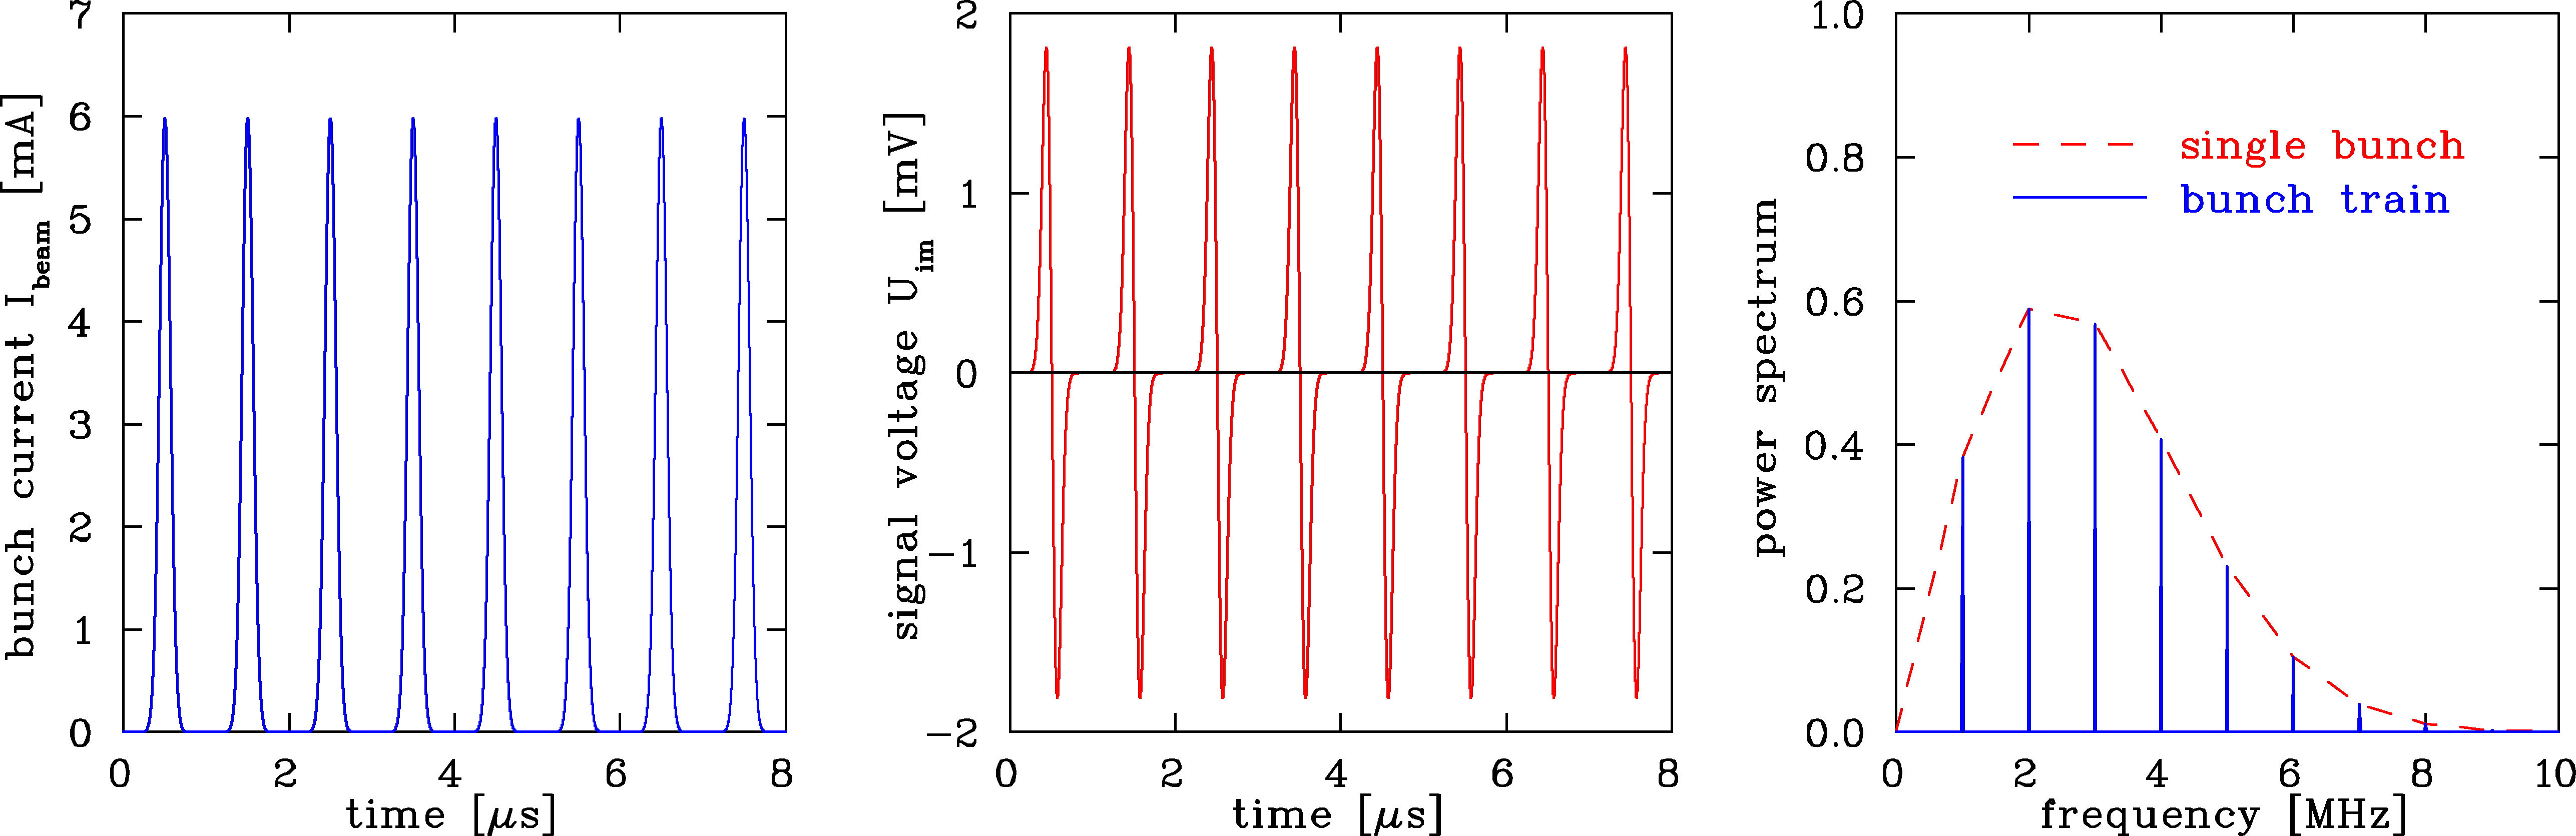 bunch current I_beam [mA]
7
6
5
4
3
2
1
0
0 2 4 6 8
time [μs]
signal voltage U_im [mV]
2
1
0
−1
−2
0 2 4 6 8
time [μs]
power spectrum
1.0
0.8
0.6
0.4
0.2
0.0
single bunch
bunch train
0 2 4 6 8 10
frequency [MHz]